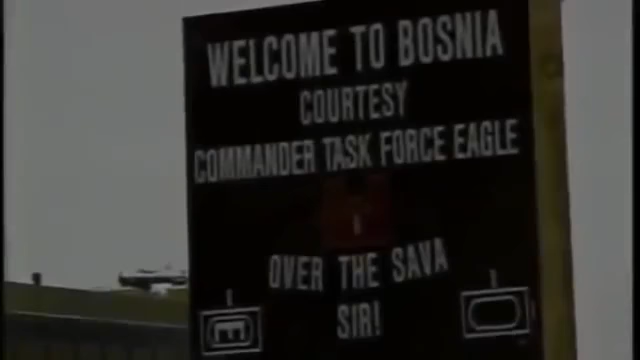 WELCOME TO BOSNIA
COURTESY
COMMANDER TASK FORCE EAGLE
OVER THE SAVA
SIR!